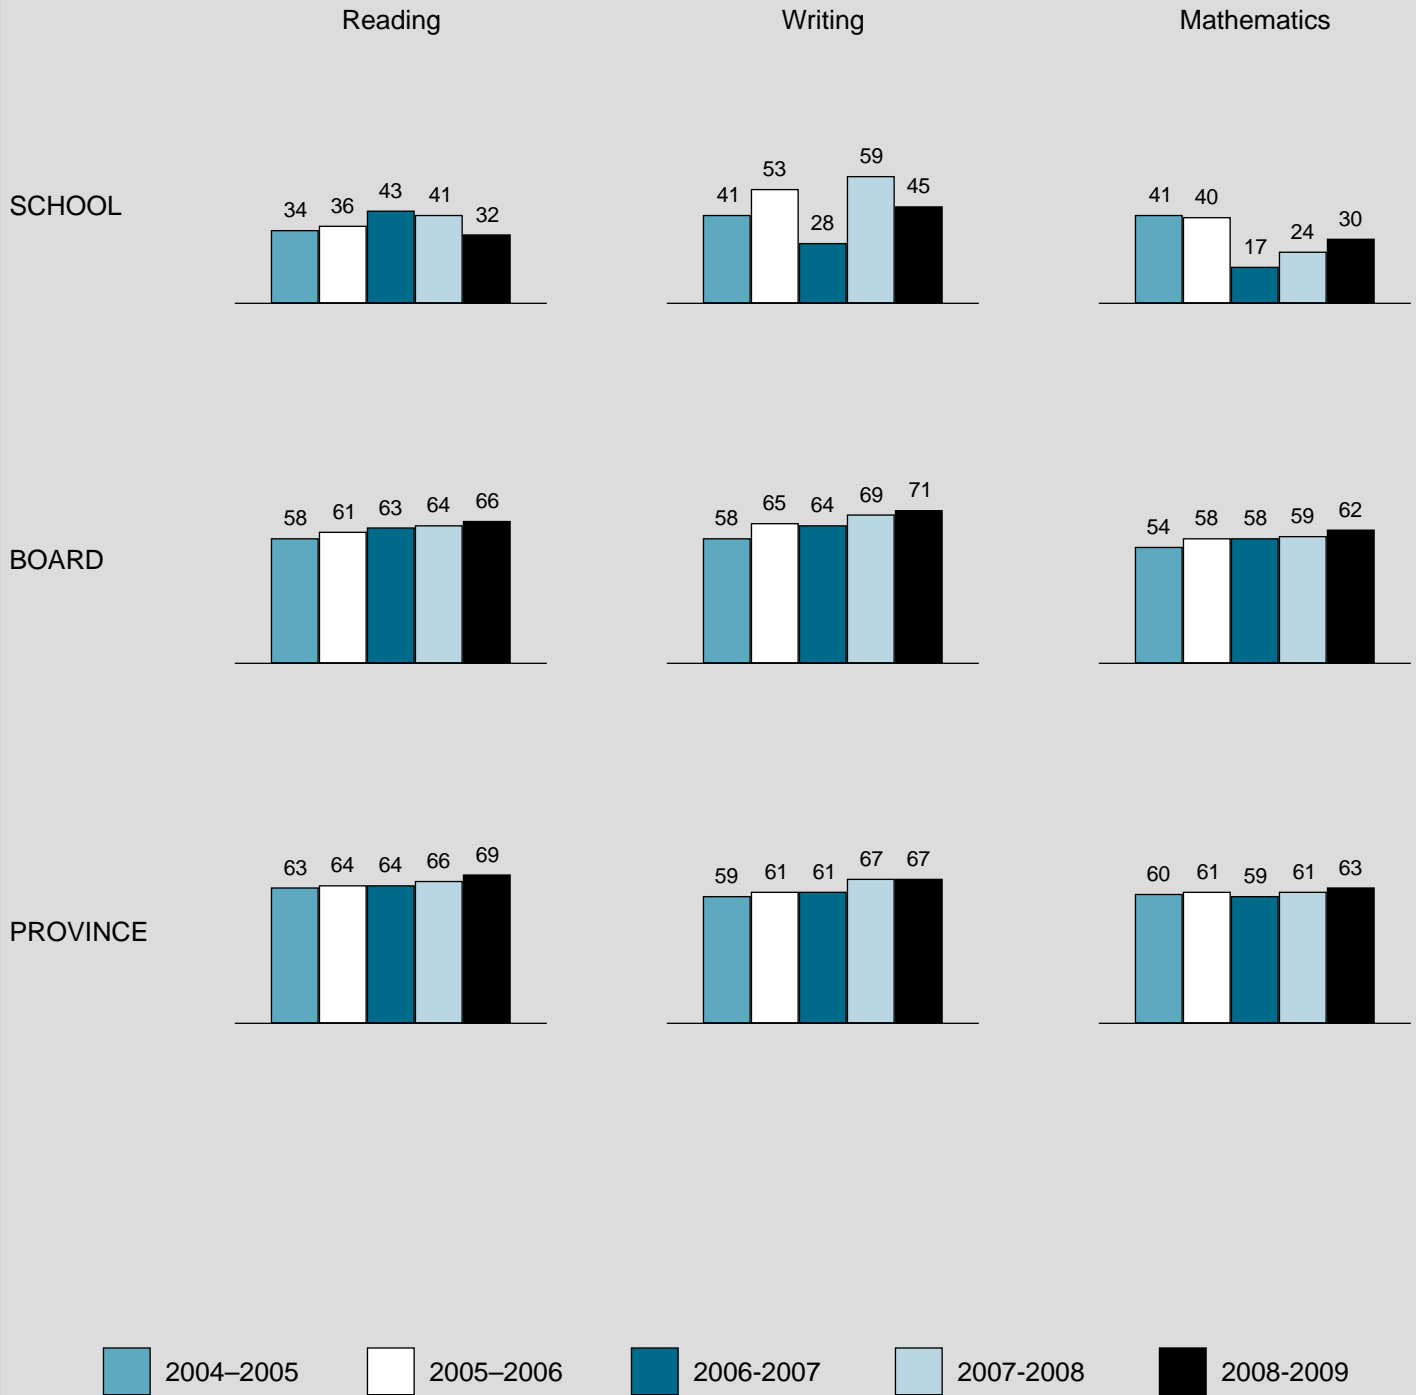 Reading Writing Mathematics
SCHOOL
34 36 43 41 32
41 53 28 59 45
41 40 17 24 30
BOARD
58 61 63 64 66
58 65 64 69 71
54 58 58 59 62
PROVINCE
63 64 64 66 69
59 61 61 67 67
60 61 59 61 63
2004–2005 2005–2006 2006-2007 2007-2008 2008-2009